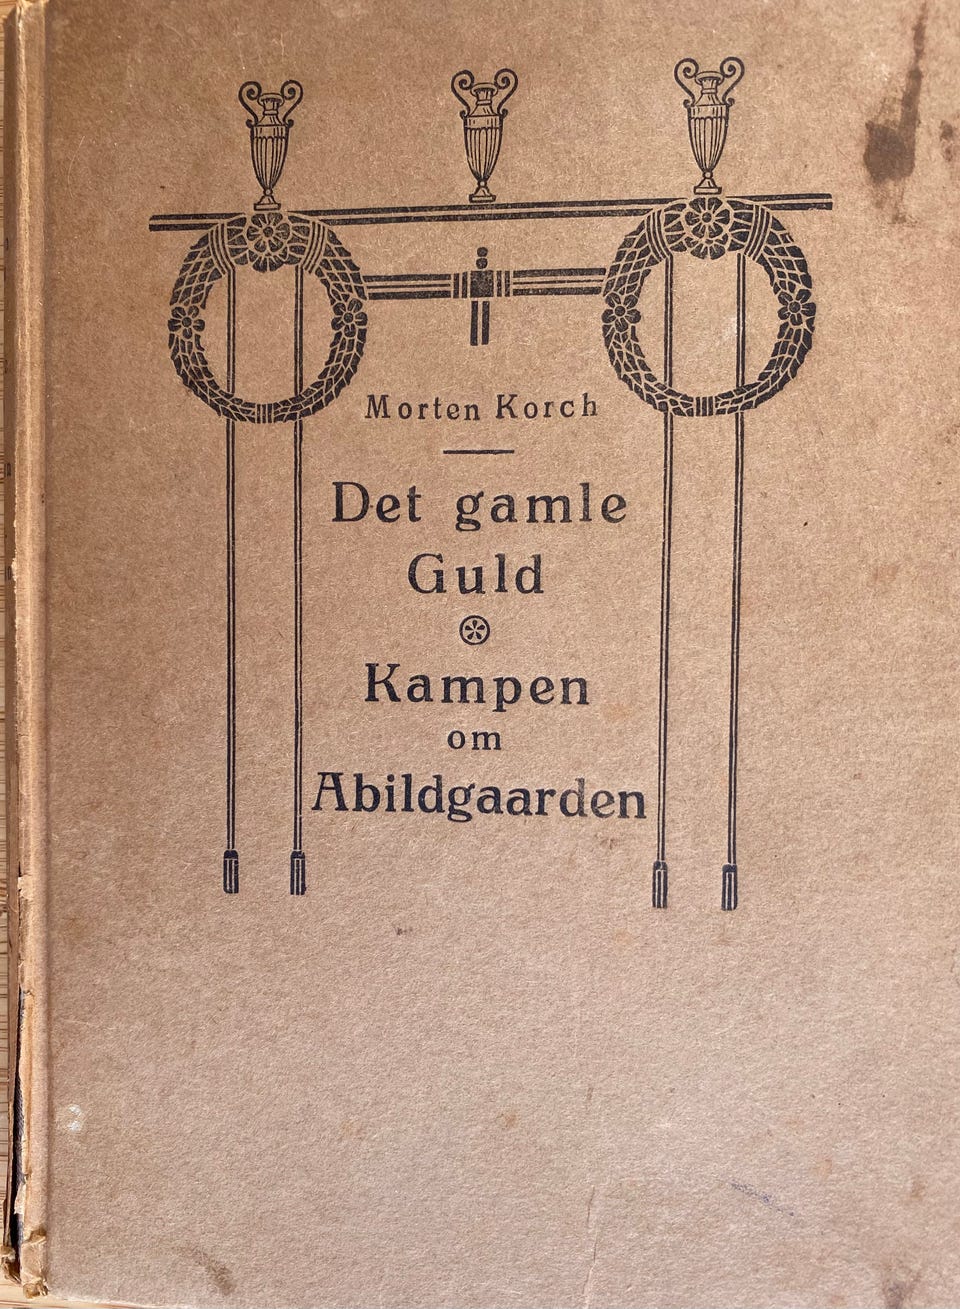 Morten Korch
Det gamle
Guld
Kampen
om
Abildgaarden